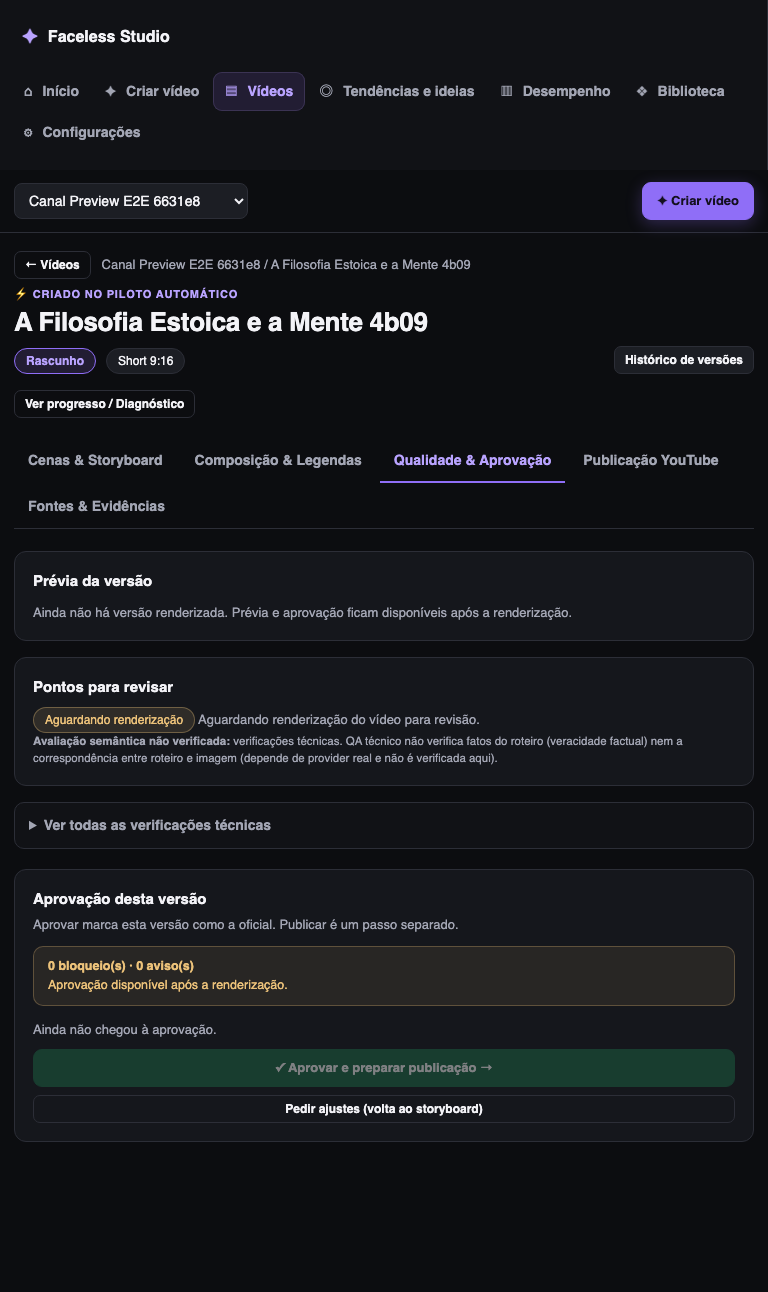 Faceless Studio
Início
Criar vídeo
Vídeos
Tendências e ideias
Desempenho
Biblioteca
Configurações
Canal Preview E2E 6631e8
✦ Criar vídeo
← Vídeos
Canal Preview E2E 6631e8 / A Filosofia Estoica e a Mente 4b09
⚡ CRIADO NO PILOTO AUTOMÁTICO
A Filosofia Estoica e a Mente 4b09
Rascunho
Short 9:16
Histórico de versões
Ver progresso / Diagnóstico
Cenas & Storyboard
Composição & Legendas
Qualidade & Aprovação
Publicação YouTube
Fontes & Evidências
Prévia da versão
Ainda não há versão renderizada. Prévia e aprovação ficam disponíveis após a renderização.
Pontos para revisar
Aguardando renderização Aguardando renderização do vídeo para revisão.
Avaliação semântica não verificada: verificações técnicas. QA técnico não verifica fatos do roteiro (veracidade factual) nem a
correspondência entre roteiro e imagem (depende de provider real e não é verificada aqui).
▶ Ver todas as verificações técnicas
Aprovação desta versão
Aprovar marca esta versão como a oficial. Publicar é um passo separado.
0 bloqueio(s) · 0 aviso(s)
Aprovação disponível após a renderização.
Ainda não chegou à aprovação.
✓ Aprovar e preparar publicação →
Pedir ajustes (volta ao storyboard)